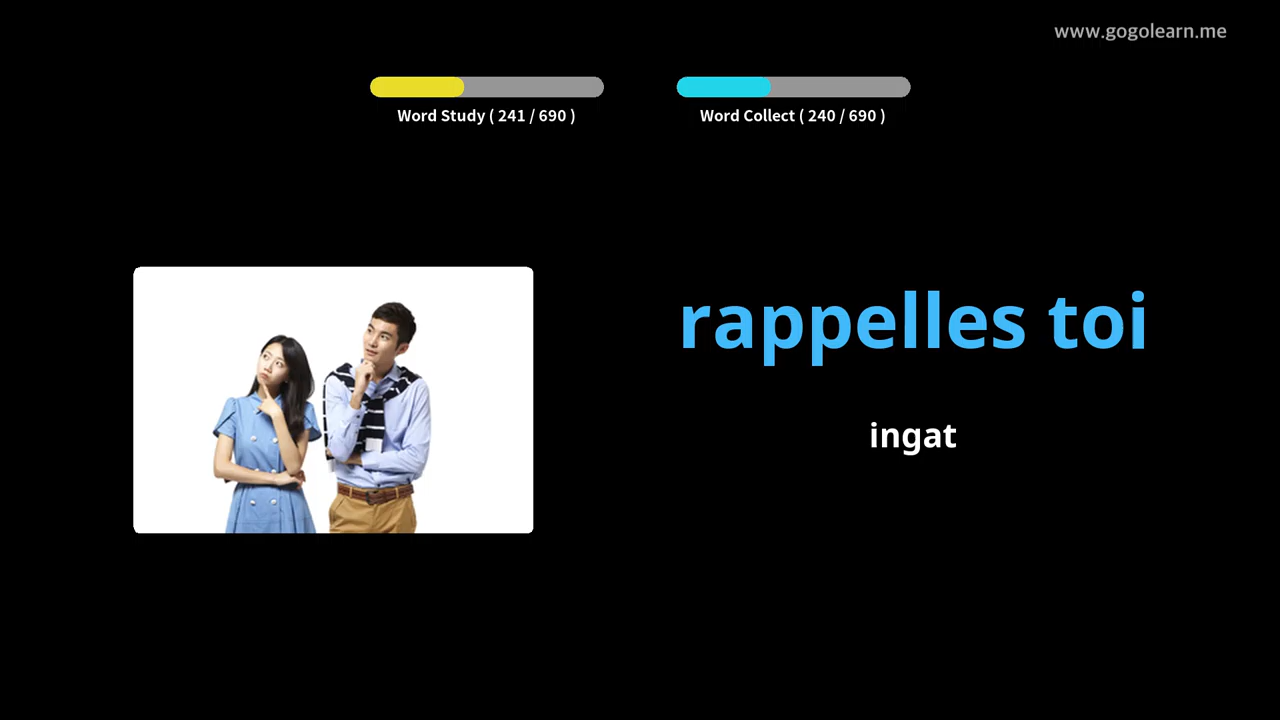 www.gogolearn.me
Word Study ( 241 / 690 )
Word Collect ( 240 / 690 )
rappelles toi
ingat